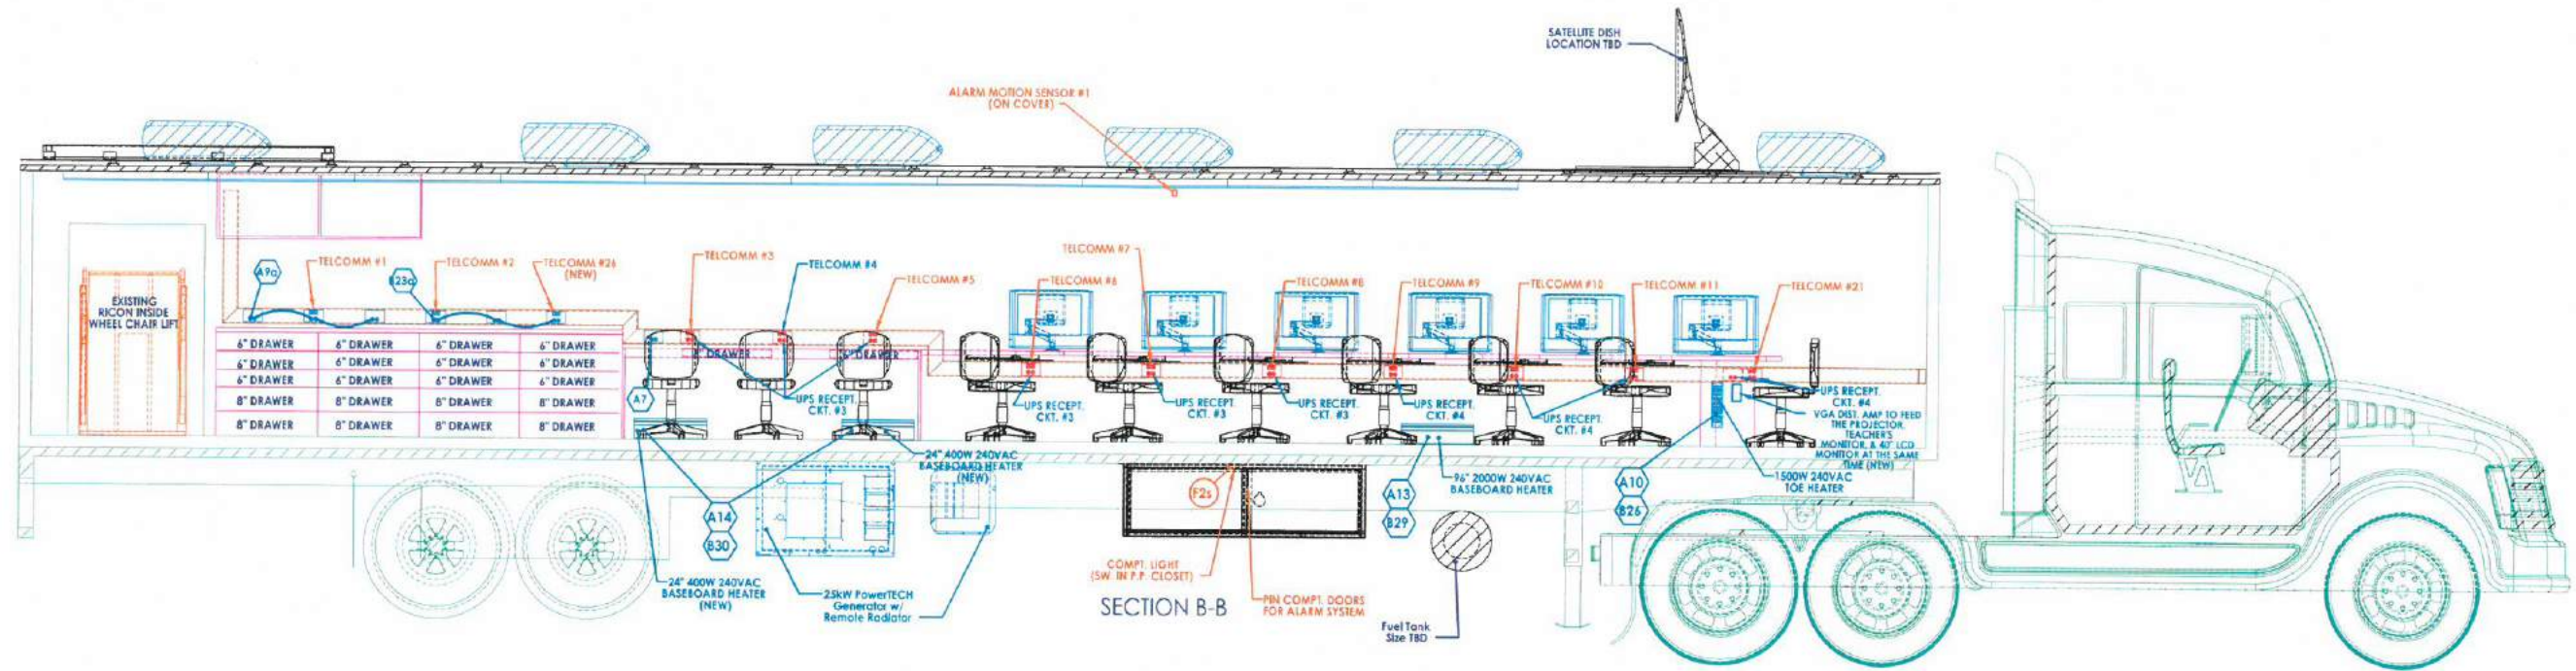 SATELLITE DISH
LOCATION TBD
ALARM MOTION SENSOR #1
(ON COVER)
TELCOMM #1
TELCOMM #2
TELCOMM #26
(NEW)
TELCOMM #3
TELCOMM #4
TELCOMM #5
TELCOMM #6
TELCOMM #7
TELCOMM #8
TELCOMM #9
TELCOMM #10
TELCOMM #11
TELCOMM #21
A9a
B23a
EXISTING
RICON INSIDE
WHEEL CHAIR LIFT
6" DRAWER 6" DRAWER 6" DRAWER 6" DRAWER
6" DRAWER 6" DRAWER 6" DRAWER 6" DRAWER
6" DRAWER 6" DRAWER 6" DRAWER 6" DRAWER
8" DRAWER 8" DRAWER 8" DRAWER 8" DRAWER
8" DRAWER 8" DRAWER 8" DRAWER 8" DRAWER
DRAWER
DRAWER
A7
UPS RECEPT.
CKT. #3
UPS RECEPT.
CKT. #3
UPS RECEPT.
CKT. #3
UPS RECEPT.
CKT. #3
UPS RECEPT.
CKT. #4
UPS RECEPT.
CKT. #4
UPS RECEPT.
CKT. #4
VGA DIST. AMP TO FEED
THE PROJECTOR,
TEACHER'S
MONITOR, & 40" LCD
MONITOR AT THE SAME
TIME (NEW)
24" 400W 240VAC
BASEBOARD HEATER
(NEW)
96" 2000W 240VAC
BASEBOARD HEATER
1500W 240VAC
TOE HEATER
A14
B30
F2s
A13
B29
A10
B26
24" 400W 240VAC
BASEBOARD HEATER
(NEW)
25kW PowerTECH
Generator w/
Remote Radiator
COMPT. LIGHT
(SW. IN P.P. CLOSET)
SECTION B-B
PIN COMPT. DOORS
FOR ALARM SYSTEM
Fuel Tank
Size TBD